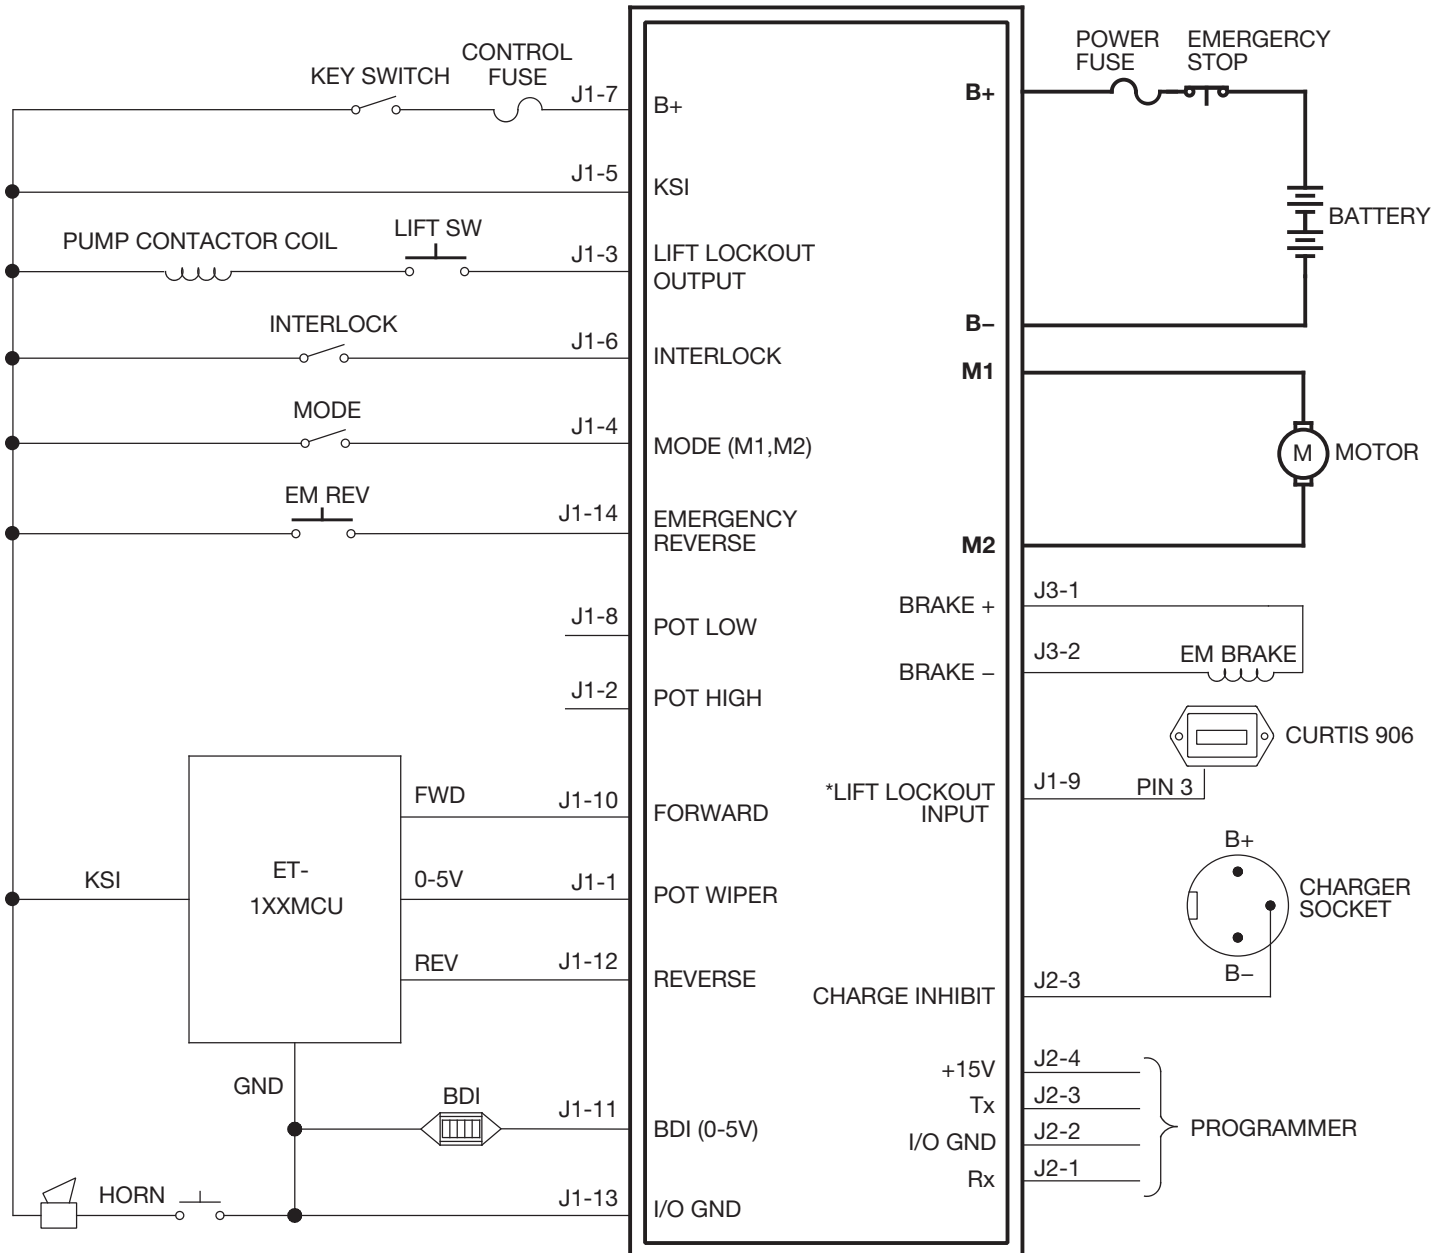 CONTROL
FUSE
KEY SWITCH
J1-7
B+
J1-5
KSI
PUMP CONTACTOR COIL
LIFT SW
J1-3
LIFT LOCKOUT
OUTPUT
INTERLOCK
J1-6
INTERLOCK
MODE
J1-4
MODE (M1,M2)
EM REV
J1-14
EMERGENCY
REVERSE
J1-8
POT LOW
J1-2
POT HIGH
FWD
J1-10
FORWARD
KSI
ET-
1XXMCU
0-5V
J1-1
POT WIPER
REV
J1-12
REVERSE
GND
BDI
J1-11
BDI (0-5V)
HORN
J1-13
I/O GND
POWER
FUSE
EMERGENCY
STOP
B+
BATTERY
B–
M1
M
MOTOR
M2
BRAKE +
J3-1
BRAKE –
J3-2
EM BRAKE
CURTIS 906
*LIFT LOCKOUT
INPUT
J1-9
PIN 3
B+
CHARGER
SOCKET
B–
CHARGE INHIBIT
J2-3
+15V
J2-4
Tx
J2-3
I/O GND
J2-2
Rx
J2-1
PROGRAMMER